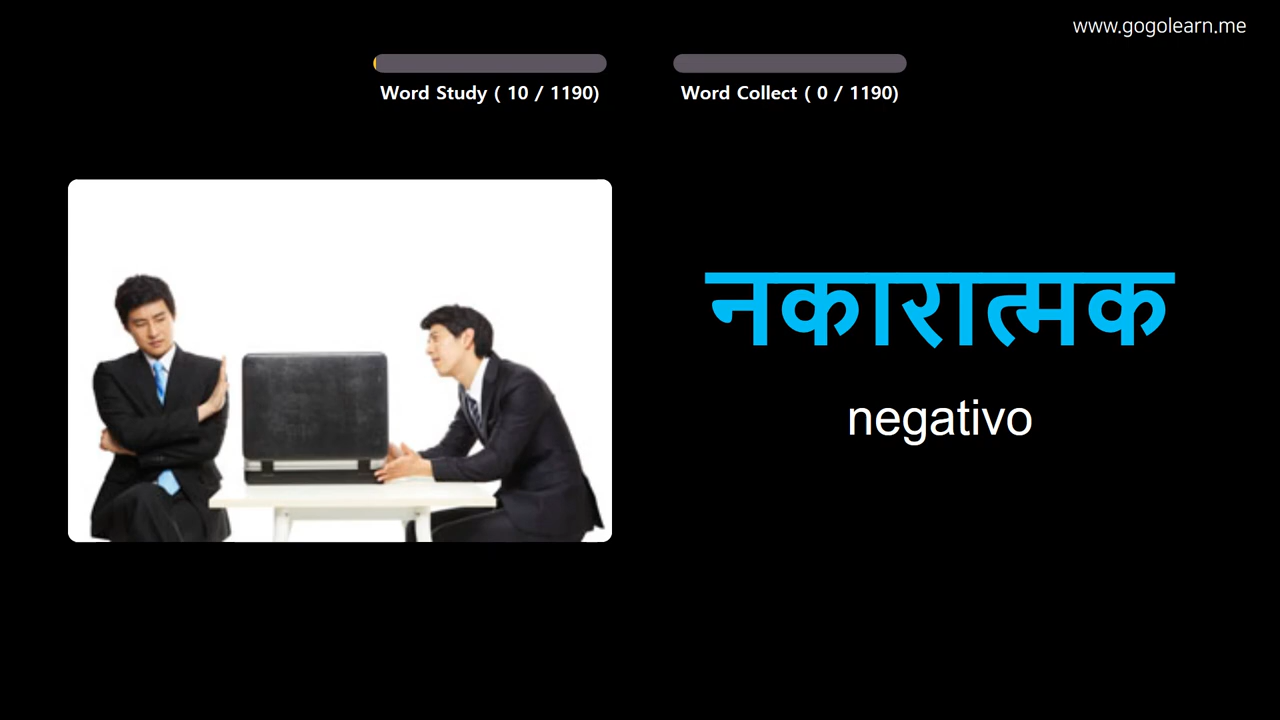 www.gogolearn.me
Word Study ( 10 / 1190)
Word Collect ( 0 / 1190)
नकारात्मक
negativo